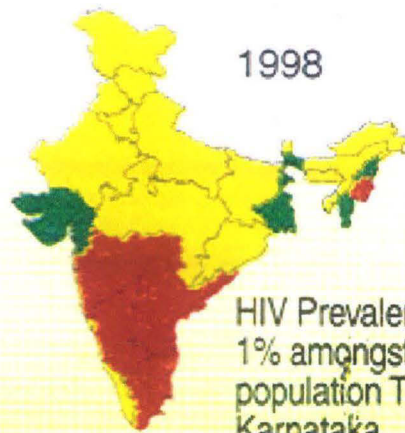 1998
HIV Prevalen
1% amongst
population T
Karnataka